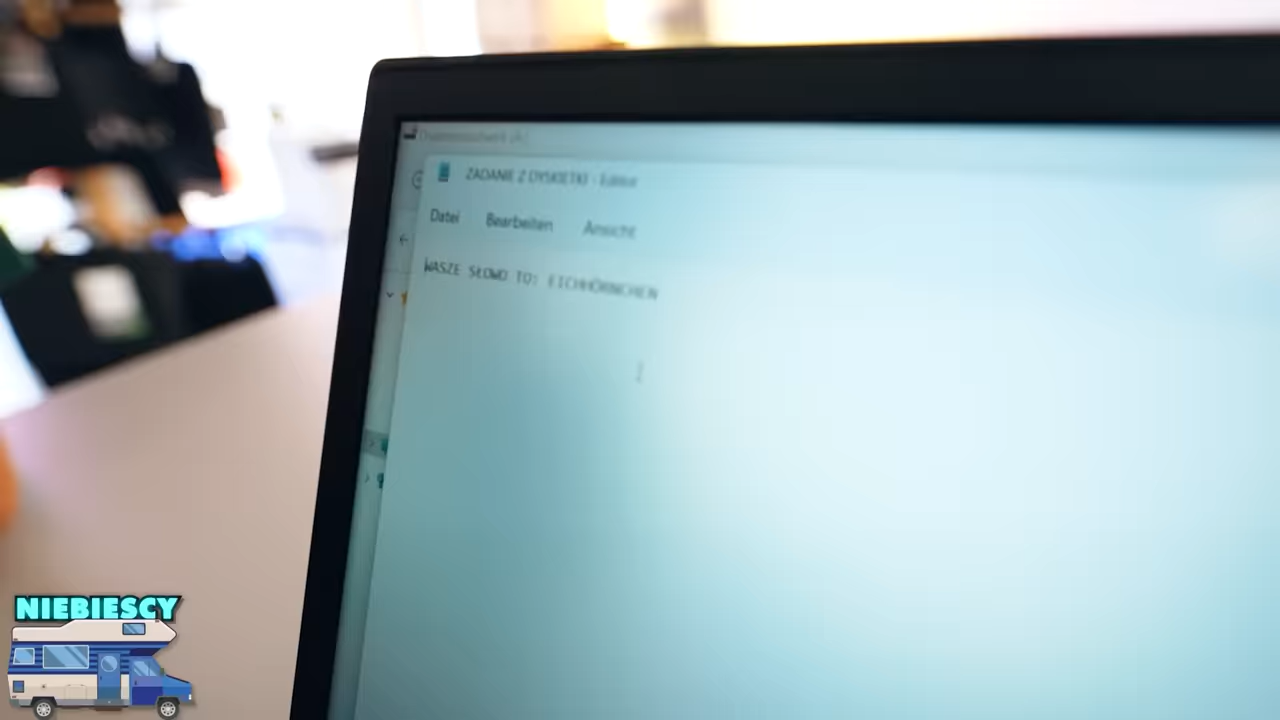 ZADANIE Z DYSKIETKI - Editor
Datei Bearbeiten Ansicht
WASZE SŁOWO TO: EICHHÖRNCHEN
NIEBIESCY